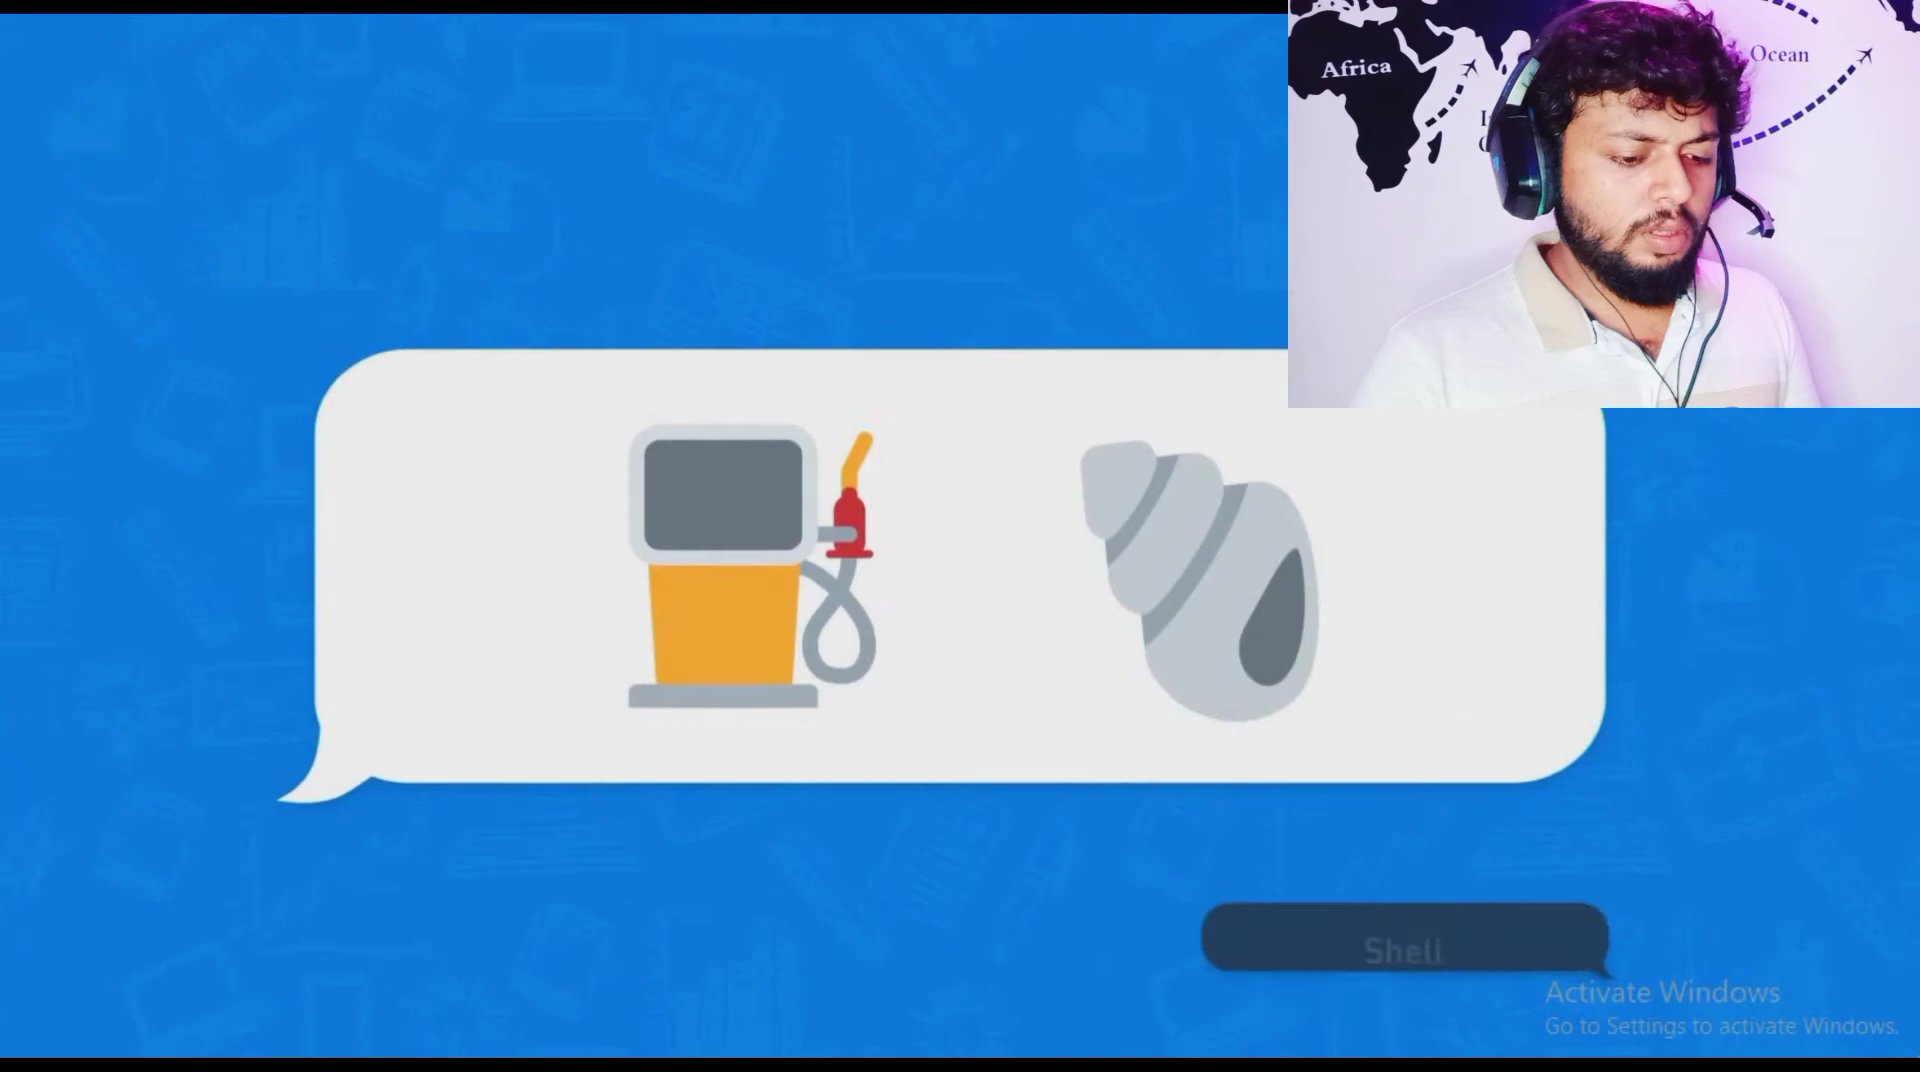 Africa
Ocean
Shell
Activate Windows
Go to Settings to activate Windows.